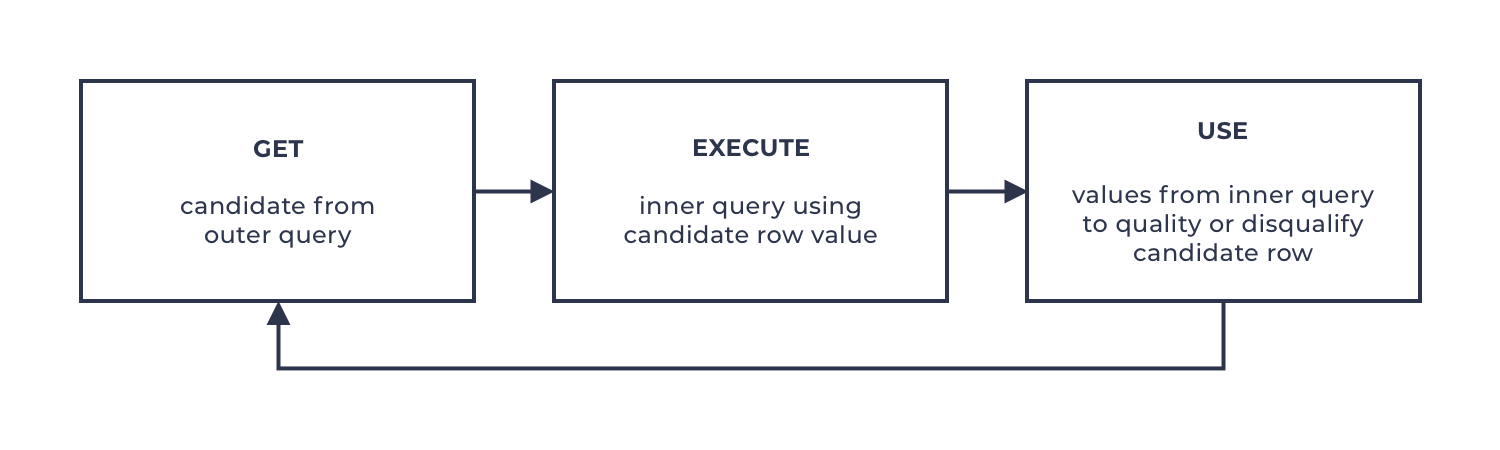 GET
candidate from
outer query
EXECUTE
inner query using
candidate row value
USE
values from inner query
to quality or disqualify
candidate row